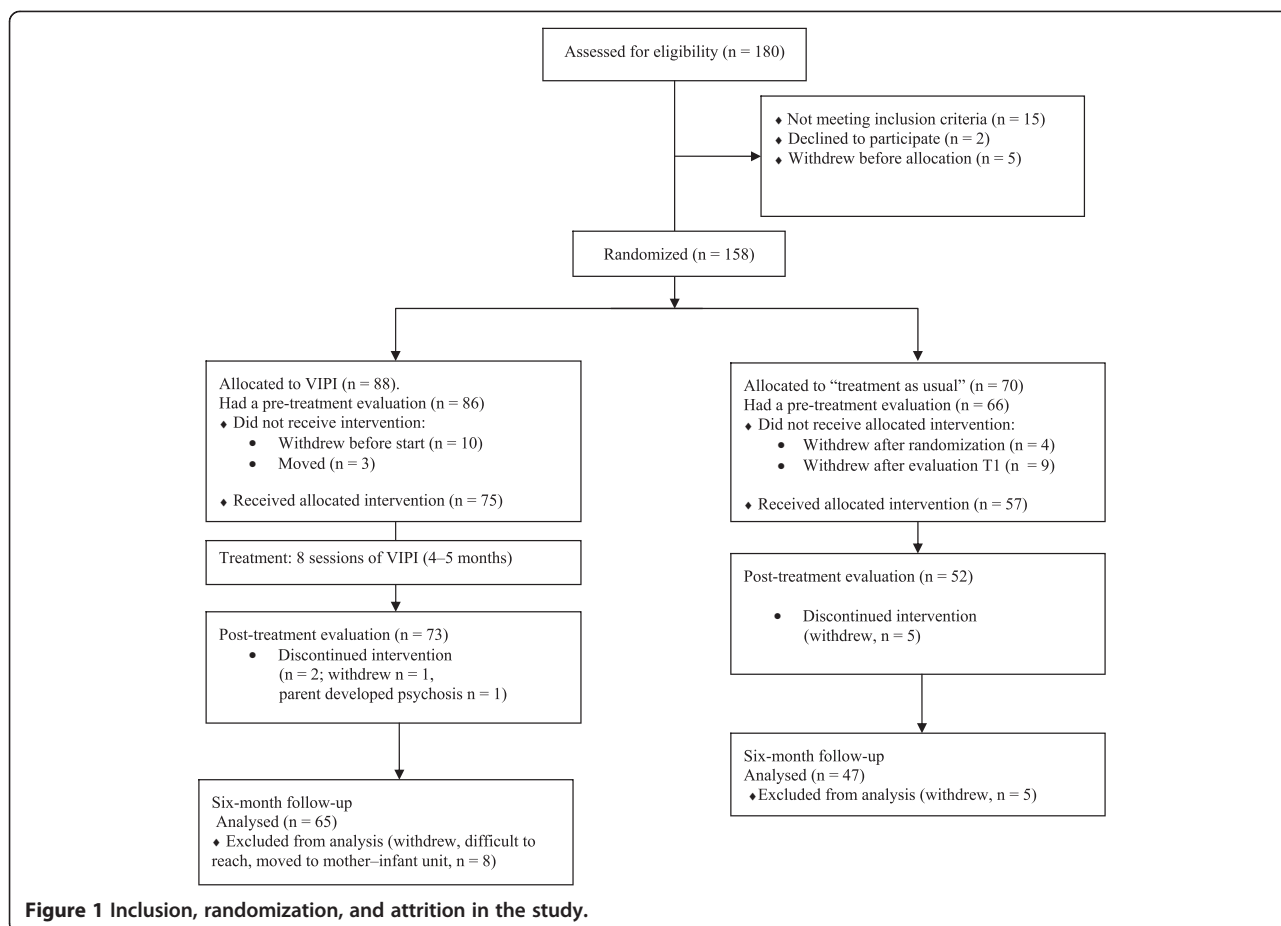 Assessed for eligibility (n = 180)
♦ Not meeting inclusion criteria (n = 15)
♦ Declined to participate (n = 2)
♦ Withdrew before allocation (n = 5)
Randomized (n = 158)
Allocated to VIPI (n = 88).
Had a pre-treatment evaluation (n = 86)
♦ Did not receive intervention:
• Withdrew before start (n = 10)
• Moved (n = 3)
♦ Received allocated intervention (n = 75)
Treatment: 8 sessions of VIPI (4–5 months)
Post-treatment evaluation (n = 73)
• Discontinued intervention
(n = 2; withdrew n = 1,
parent developed psychosis n = 1)
Six-month follow-up
Analysed (n = 65)
♦ Excluded from analysis (withdrew, difficult to
reach, moved to mother–infant unit, n = 8)
Allocated to “treatment as usual” (n = 70)
Had a pre-treatment evaluation (n = 66)
♦ Did not receive allocated intervention:
• Withdrew after randomization (n = 4)
• Withdrew after evaluation T1 (n = 9)
♦ Received allocated intervention (n = 57)
Post-treatment evaluation (n = 52)
• Discontinued intervention
(withdrew, n = 5)
Six-month follow-up
Analysed (n = 47)
♦Excluded from analysis (withdrew, n = 5)
Figure 1 Inclusion, randomization, and attrition in the study.